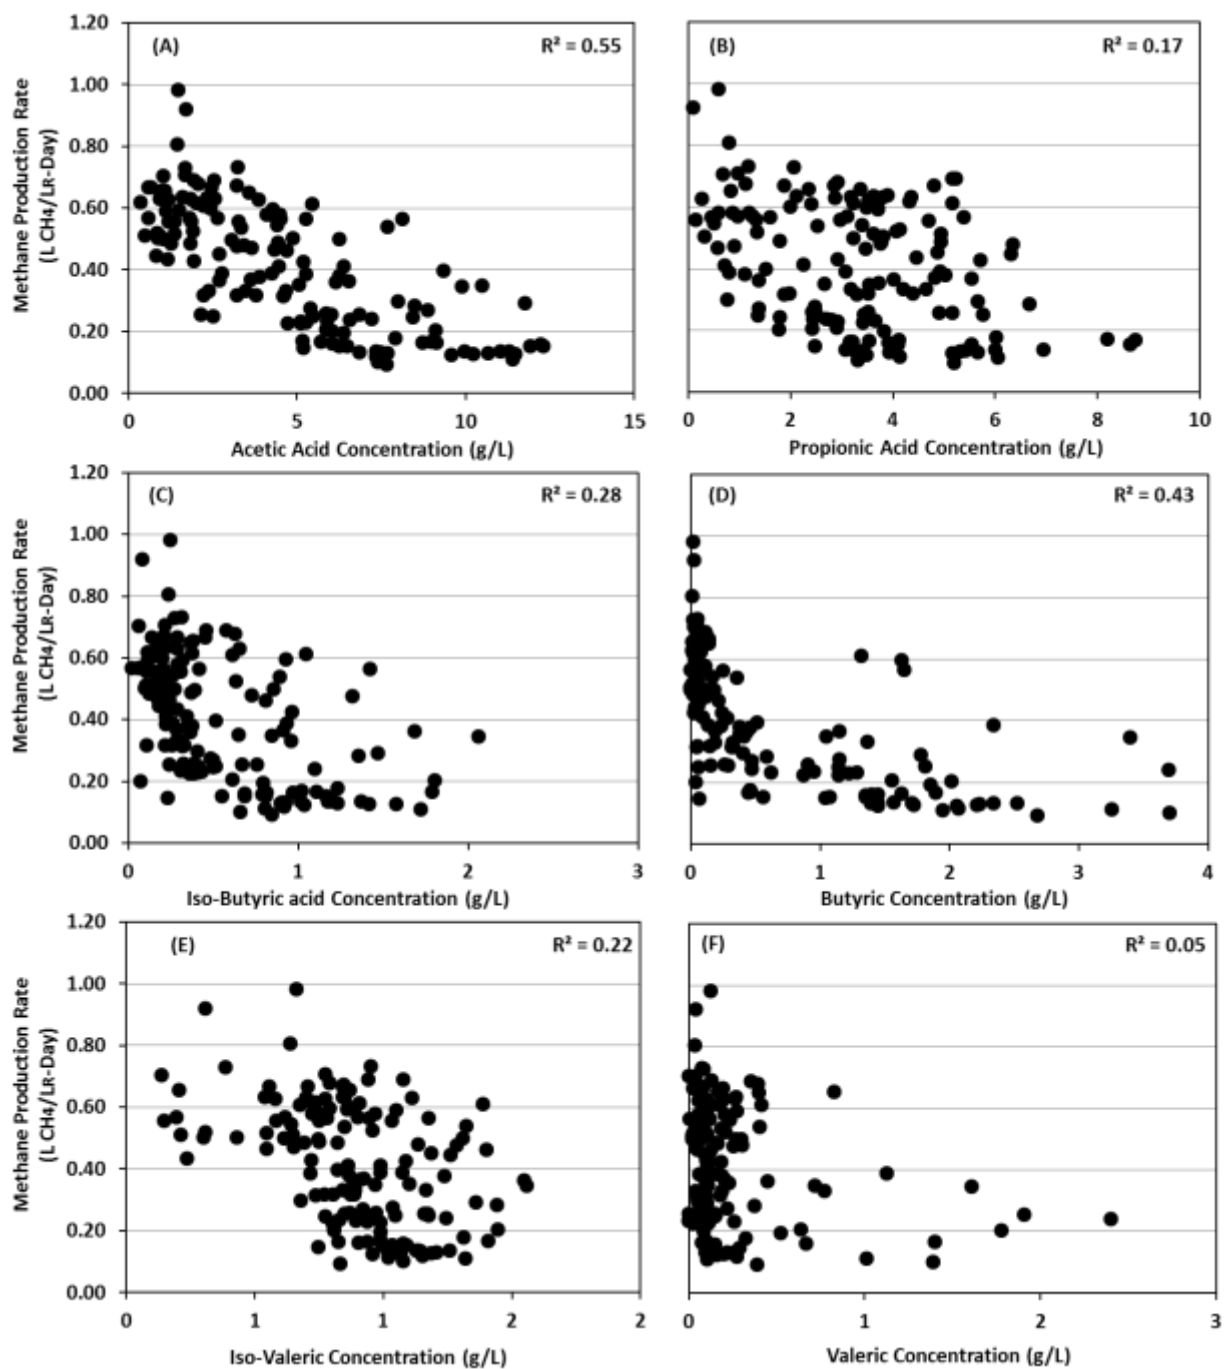 (A)
R² = 0.55
Methane Production Rate
(L CH4/LR-Day)
1.20
1.00
0.80
0.60
0.40
0.20
0.00
0
5
10
15
Acetic Acid Concentration (g/L)
(B)
R² = 0.17
0
2
4
6
8
10
Propionic Acid Concentration (g/L)
(C)
R² = 0.28
Methane Production Rate
(L CH4/LR-Day)
1.20
1.00
0.80
0.60
0.40
0.20
0.00
0
1
2
3
Iso-Butyric acid Concentration (g/L)
(D)
R² = 0.43
0
1
2
3
4
Butyric Concentration (g/L)
(E)
R² = 0.22
Methane Production Rate
(L CH4/LR-Day)
1.20
1.00
0.80
0.60
0.40
0.20
0.00
0
1
1
2
2
Iso-Valeric Concentration (g/L)
(F)
R² = 0.05
0
1
2
3
Valeric Concentration (g/L)